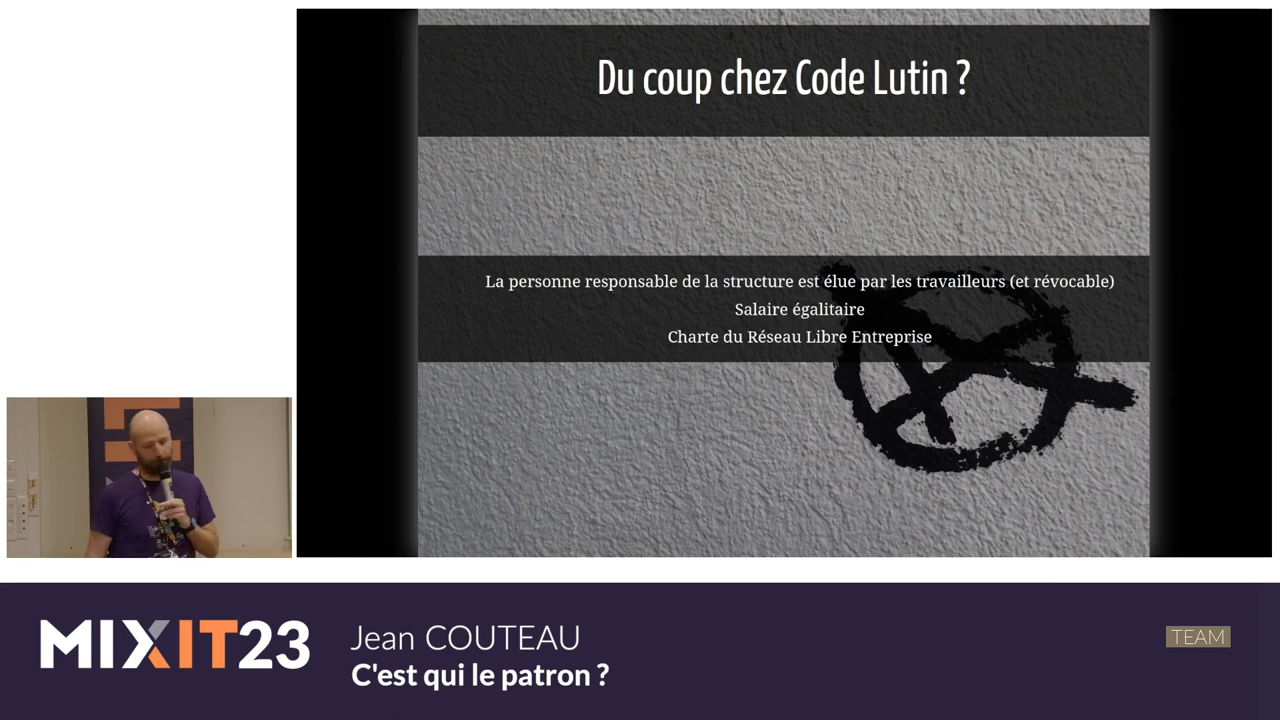 Du coup chez Code Lutin ?
La personne responsable de la structure est élue par les travailleurs (et révocable)
Salaire égalitaire
Charte du Réseau Libre Entreprise
MIXIT23
Jean COUTEAU
C'est qui le patron ?
TEAM